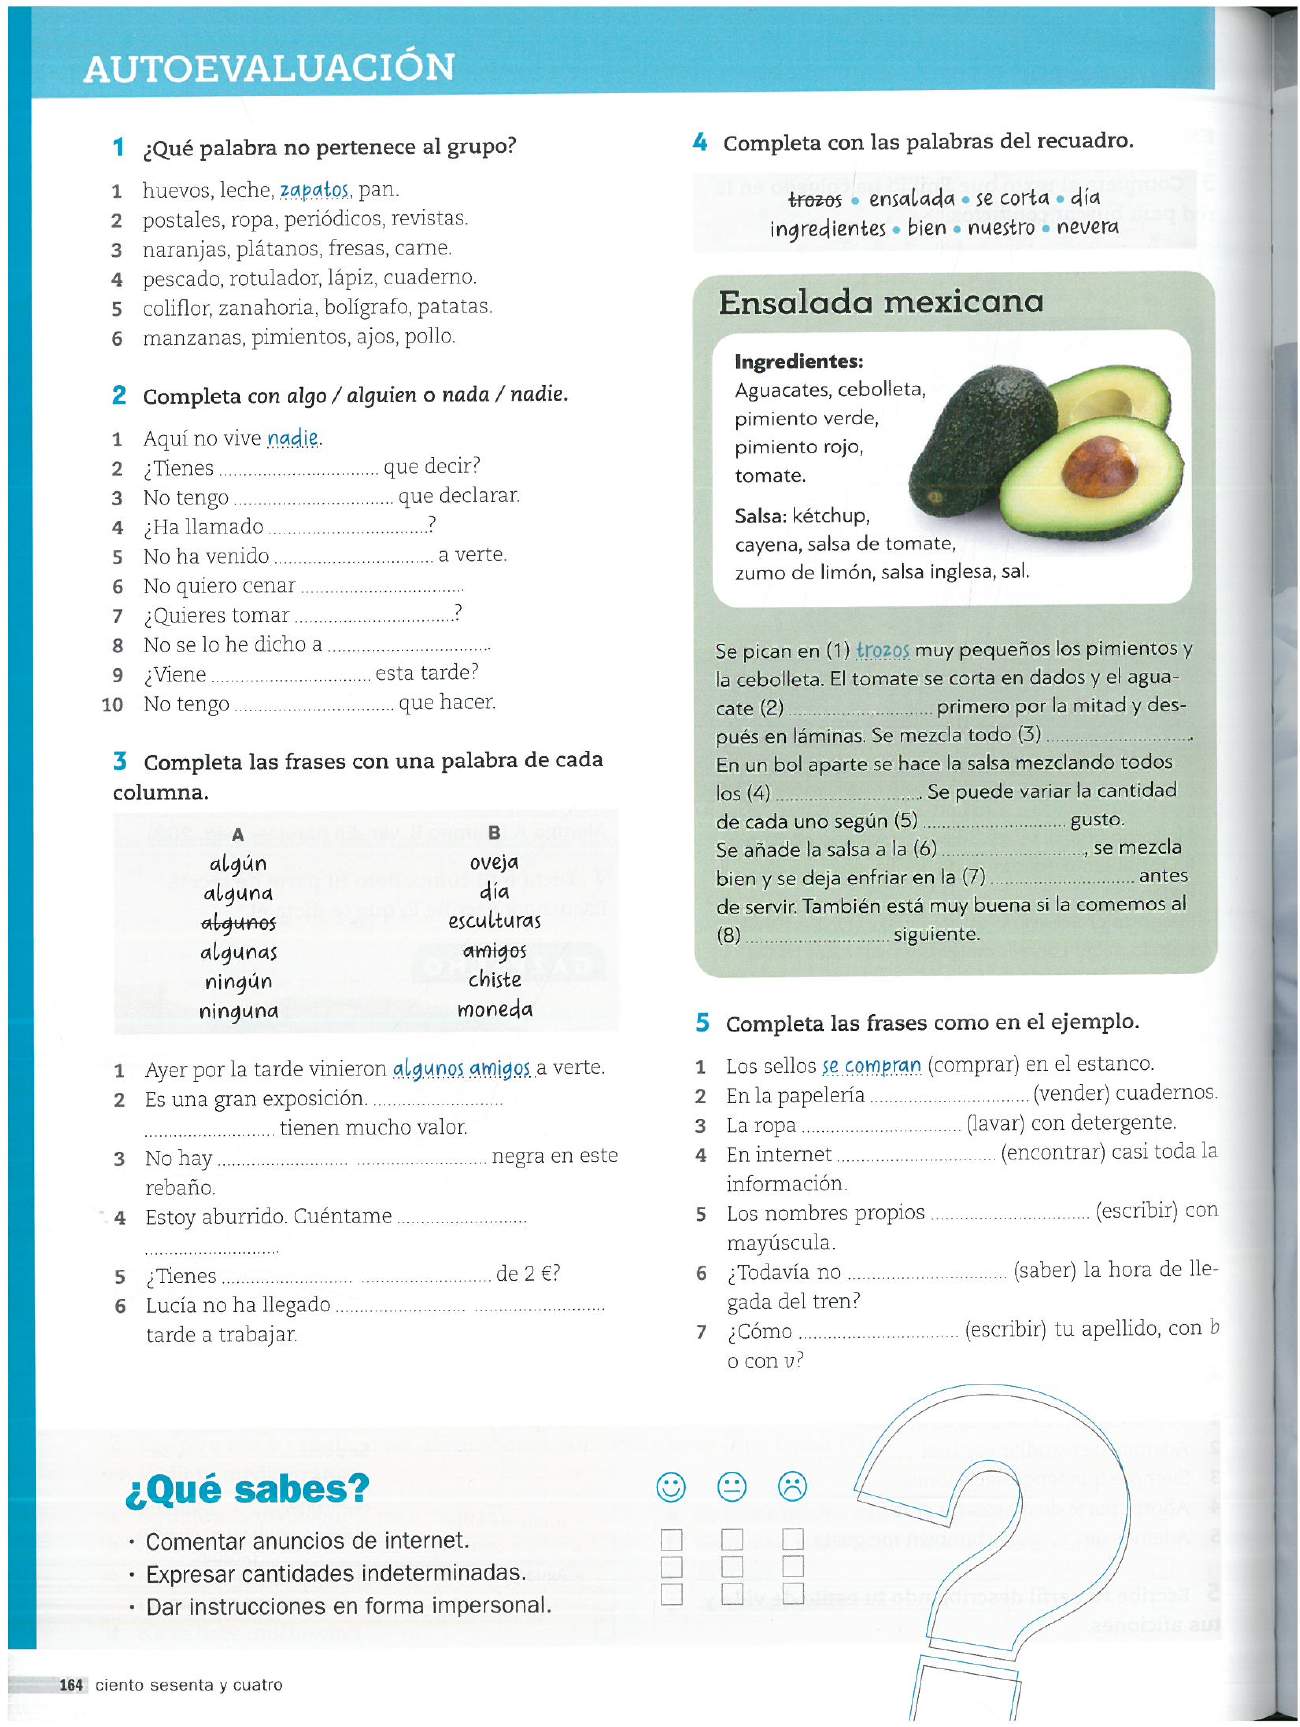 AUTOEVALUACIÓN
1 ¿Qué palabra no pertenece al grupo?
1 huevos, leche, zapatos, pan.
2 postales, ropa, periódicos, revistas.
3 naranjas, plátanos, fresas, carne.
4 pescado, rotulador, lápiz, cuaderno.
5 coliflor, zanahoria, bolígrafo, patatas.
6 manzanas, pimientos, ajos, pollo.
2 Completa con algo / alguien o nada / nadie.
1 Aquí no vive nadie.
2 ¿Tienes ................................ que decir?
3 No tengo ................................ que declarar.
4 ¿Ha llamado ................................?
5 No ha venido ................................ a verte.
6 No quiero cenar ................................
7 ¿Quieres tomar ................................?
8 No se lo he dicho a ................................
9 ¿Viene ................................ esta tarde?
10 No tengo ................................ que hacer.
3 Completa las frases con una palabra de cada
columna.
A B
algún oveja
alguna día
algunos esculturas
algunas amigos
ningún chiste
ninguna moneda
1 Ayer por la tarde vinieron algunos amigos a verte.
2 Es una gran exposición. ..........................
.......................... tienen mucho valor.
3 No hay .......................... .......................... negra en este
rebaño.
4 Estoy aburrido. Cuéntame ..........................
..........................
5 ¿Tienes .......................... .......................... de 2 €?
6 Lucía no ha llegado .......................... ..........................
tarde a trabajar.
4 Completa con las palabras del recuadro.
trozos • ensalada • se corta • día
ingredientes • bien • nuestro • nevera
Ensalada mexicana
Ingredientes:
Aguacates, cebolleta,
pimiento verde,
pimiento rojo,
tomate.
Salsa: kétchup,
cayena, salsa de tomate,
zumo de limón, salsa inglesa, sal.
Se pican en (1) trozos muy pequeños los pimientos y
la cebolleta. El tomate se corta en dados y el agua-
cate (2) .......................... primero por la mitad y des-
pués en láminas. Se mezcla todo (3) ..........................
En un bol aparte se hace la salsa mezclando todos
los (4) .......................... Se puede variar la cantidad
de cada uno según (5) .......................... gusto.
Se añade la salsa a la (6) .........................., se mezcla
bien y se deja enfriar en la (7) .......................... antes
de servir. También está muy buena si la comemos al
(8) .......................... siguiente.
5 Completa las frases como en el ejemplo.
1 Los sellos se compran (comprar) en el estanco.
2 En la papelería ................................ (vender) cuadernos.
3 La ropa ................................ (lavar) con detergente.
4 En internet ................................ (encontrar) casi toda la
información.
5 Los nombres propios ................................ (escribir) con
mayúscula.
6 ¿Todavía no ................................ (saber) la hora de lle-
gada del tren?
7 ¿Cómo ................................ (escribir) tu apellido, con b
o con v?
¿Qué sabes?
• Comentar anuncios de internet.
• Expresar cantidades indeterminadas.
• Dar instrucciones en forma impersonal.
164 ciento sesenta y cuatro